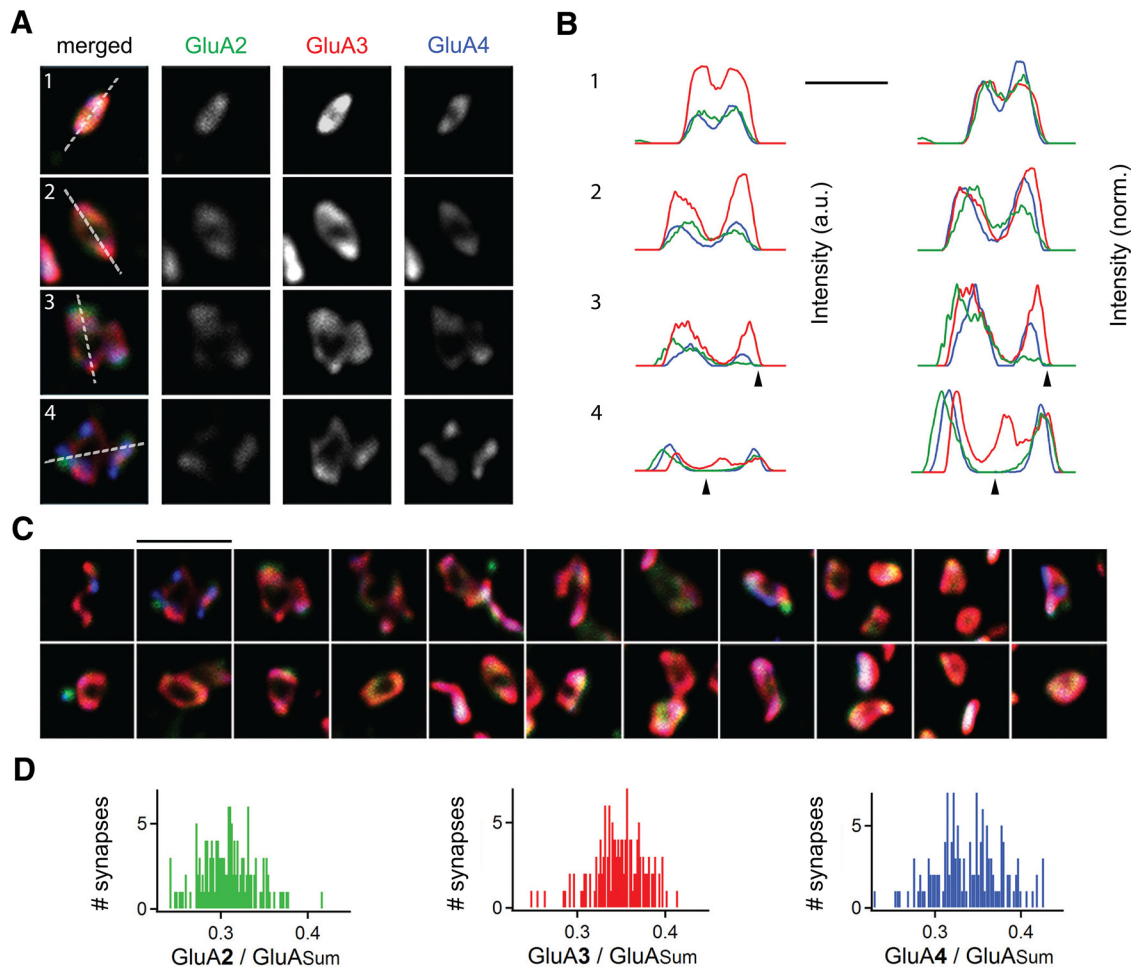 A
merged GluA2 GluA3 GluA4
1
2
3
4
B
1
2
3
4
Intensity (a.u.)
Intensity (norm.)
C
D
# synapses
5
0
0.3 0.4
GluA2 / GluASum
# synapses
5
0
0.3 0.4
GluA3 / GluASum
# synapses
5
0
0.3 0.4
GluA4 / GluASum